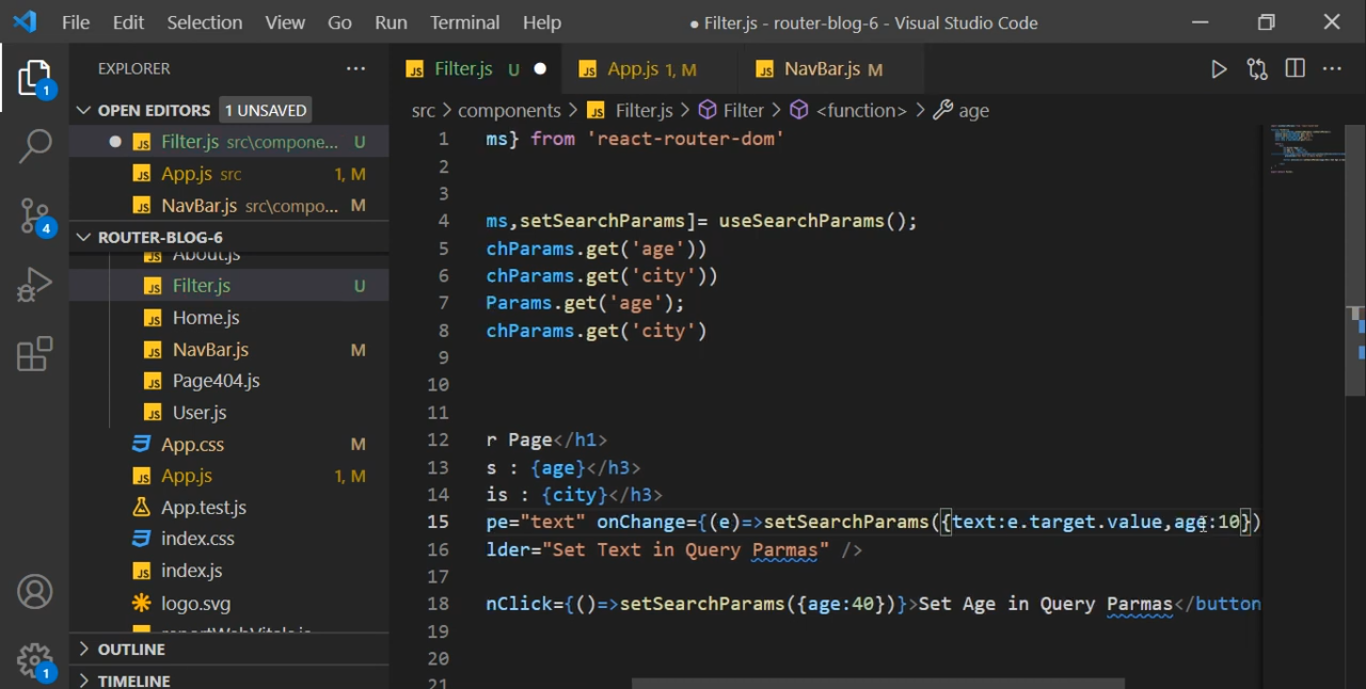 File Edit Selection View Go Run Terminal Help ● Filter.js - router-blog-6 - Visual Studio Code
EXPLORER
Filter.js U App.js 1, M NavBar.js M
OPEN EDITORS 1 UNSAVED
src > components > Filter.js > Filter > <function> > age
Filter.js src\compone... U
App.js src 1, M
NavBar.js src\compo... M
ROUTER-BLOG-6
About.js
Filter.js U
Home.js
NavBar.js M
Page404.js
User.js
App.css M
App.js 1, M
App.test.js
index.css
index.js
logo.svg
reportWebVitals.js
OUTLINE
TIMELINE
1
4
1
1 ms} from 'react-router-dom'
2
3
4 ms,setSearchParams]= useSearchParams();
5 chParams.get('age'))
6 chParams.get('city'))
7 Params.get('age');
8 chParams.get('city')
9
10
11
12 r Page</h1>
13 s : {age}</h3>
14 is : {city}</h3>
15 pe="text" onChange={(e)=>setSearchParams({text:e.target.value,age:10})
16 lder="Set Text in Query Parmas" />
17
18 nClick={()=>setSearchParams({age:40})}>Set Age in Query Parmas</button
19
20
21